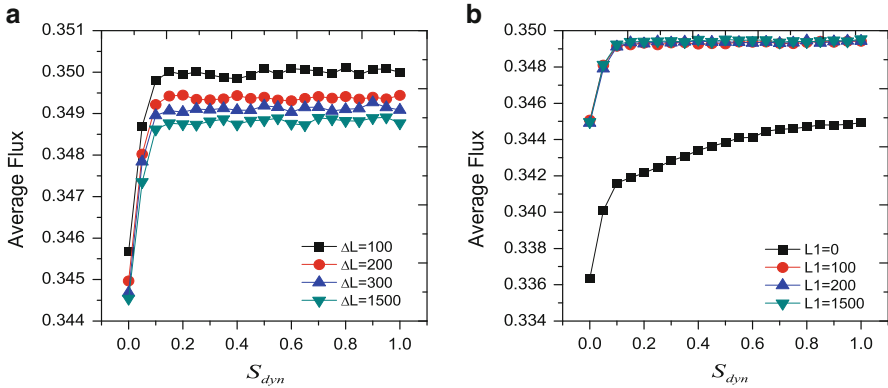 a
0.351
0.350
0.349
0.348
0.347
0.346
0.345
0.344
Average Flux
0.0 0.2 0.4 0.6 0.8 1.0
S_dyn
ΔL=100
ΔL=200
ΔL=300
ΔL=1500
b
0.350
0.348
0.346
0.344
0.342
0.340
0.338
0.336
0.334
Average Flux
0.0 0.2 0.4 0.6 0.8 1.0
S_dyn
L1=0
L1=100
L1=200
L1=1500